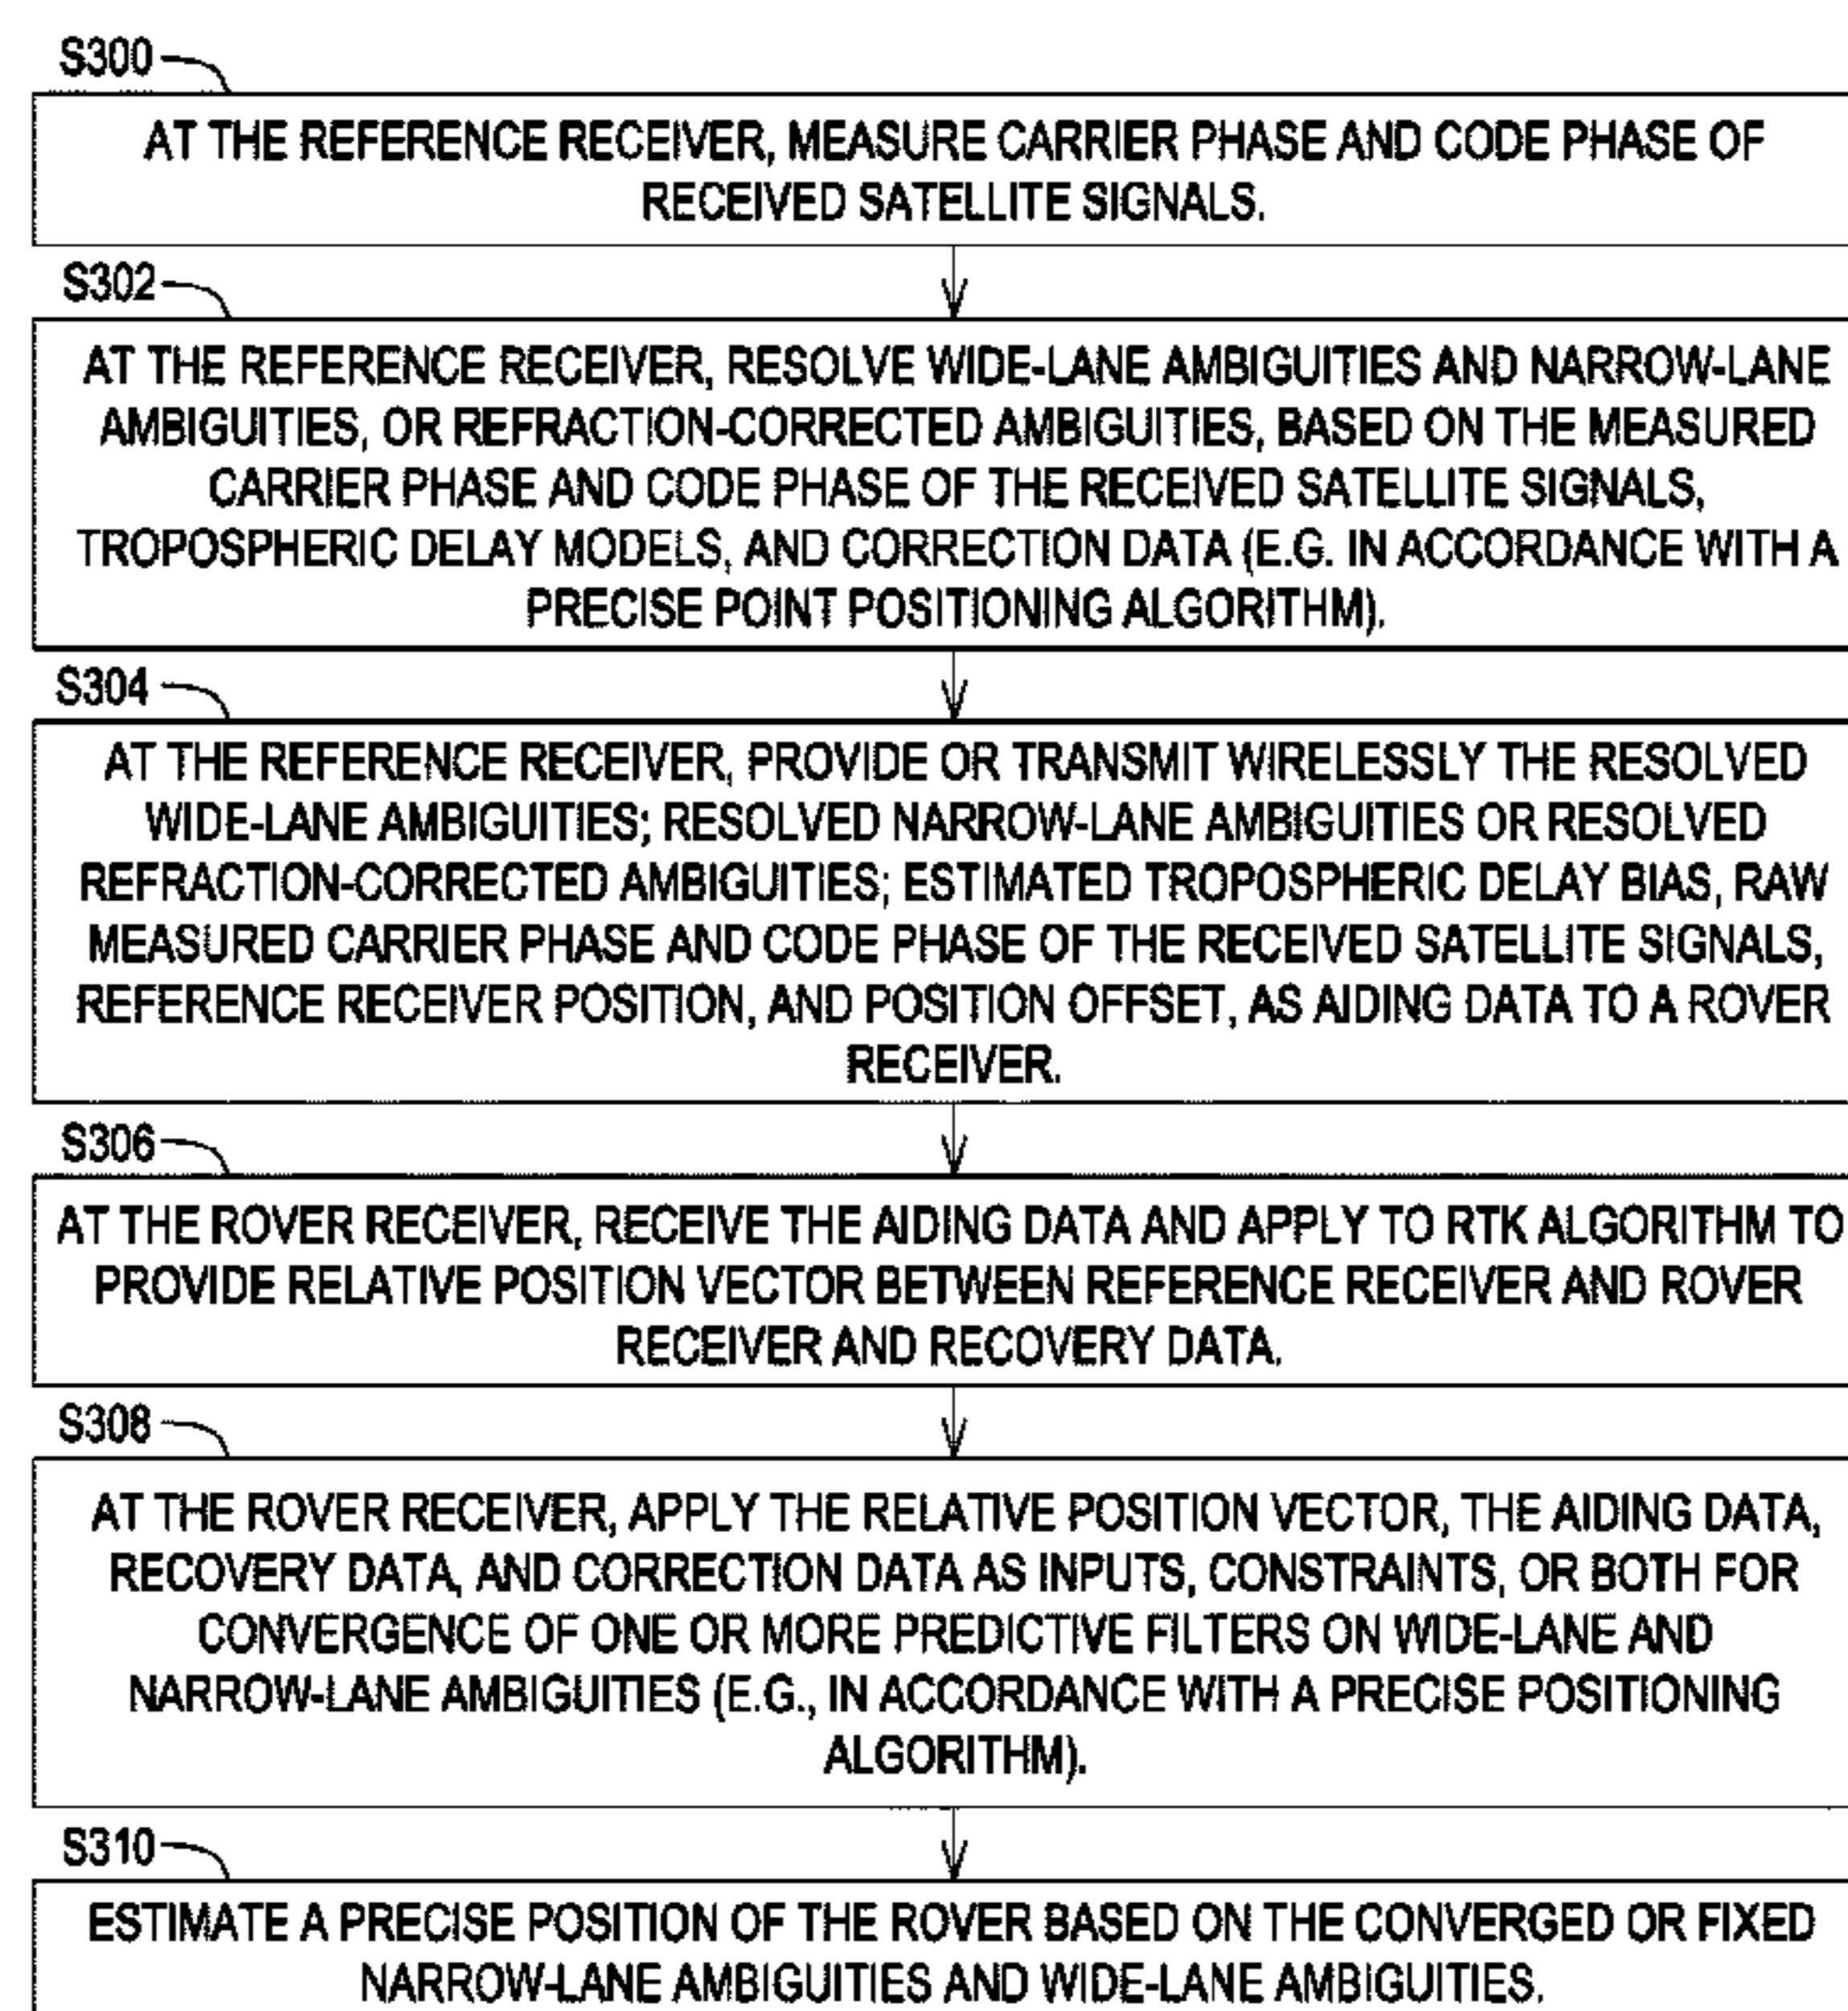 S300
AT THE REFERENCE RECEIVER, MEASURE CARRIER PHASE AND CODE PHASE OF
RECEIVED SATELLITE SIGNALS.
S302
AT THE REFERENCE RECEIVER, RESOLVE WIDE-LANE AMBIGUITIES AND NARROW-LANE
AMBIGUITIES, OR REFRACTION-CORRECTED AMBIGUITIES, BASED ON THE MEASURED
CARRIER PHASE AND CODE PHASE OF THE RECEIVED SATELLITE SIGNALS,
TROPOSPHERIC DELAY MODELS, AND CORRECTION DATA (E.G. IN ACCORDANCE WITH A
PRECISE POINT POSITIONING ALGORITHM).
S304
AT THE REFERENCE RECEIVER, PROVIDE OR TRANSMIT WIRELESSLY THE RESOLVED
WIDE-LANE AMBIGUITIES; RESOLVED NARROW-LANE AMBIGUITIES OR RESOLVED
REFRACTION-CORRECTED AMBIGUITIES; ESTIMATED TROPOSPHERIC DELAY BIAS, RAW
MEASURED CARRIER PHASE AND CODE PHASE OF THE RECEIVED SATELLITE SIGNALS,
REFERENCE RECEIVER POSITION, AND POSITION OFFSET, AS AIDING DATA TO A ROVER
RECEIVER.
S306
AT THE ROVER RECEIVER, RECEIVE THE AIDING DATA AND APPLY TO RTK ALGORITHM TO
PROVIDE RELATIVE POSITION VECTOR BETWEEN REFERENCE RECEIVER AND ROVER
RECEIVER AND RECOVERY DATA.
S308
AT THE ROVER RECEIVER, APPLY THE RELATIVE POSITION VECTOR, THE AIDING DATA,
RECOVERY DATA, AND CORRECTION DATA AS INPUTS, CONSTRAINTS, OR BOTH FOR
CONVERGENCE OF ONE OR MORE PREDICTIVE FILTERS ON WIDE-LANE AND
NARROW-LANE AMBIGUITIES (E.G., IN ACCORDANCE WITH A PRECISE POSITIONING
ALGORITHM).
S310
ESTIMATE A PRECISE POSITION OF THE ROVER BASED ON THE CONVERGED OR FIXED
NARROW-LANE AMBIGUITIES AND WIDE-LANE AMBIGUITIES.